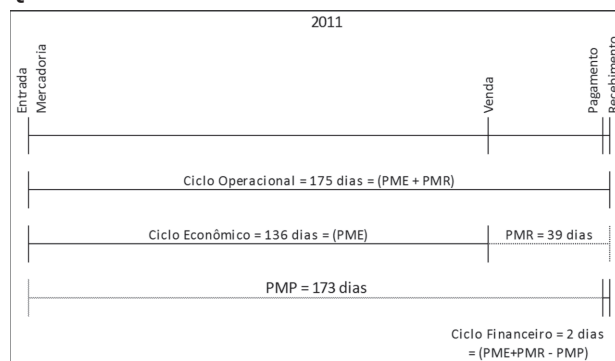 2011
Entrada
Mercadoria
Venda
Pagamento
Recebimento
Ciclo Operacional = 175 dias = (PME + PMR)
Ciclo Econômico = 136 dias = (PME)
PMR = 39 dias
PMP = 173 dias
Ciclo Financeiro = 2 dias
= (PME+PMR - PMP)